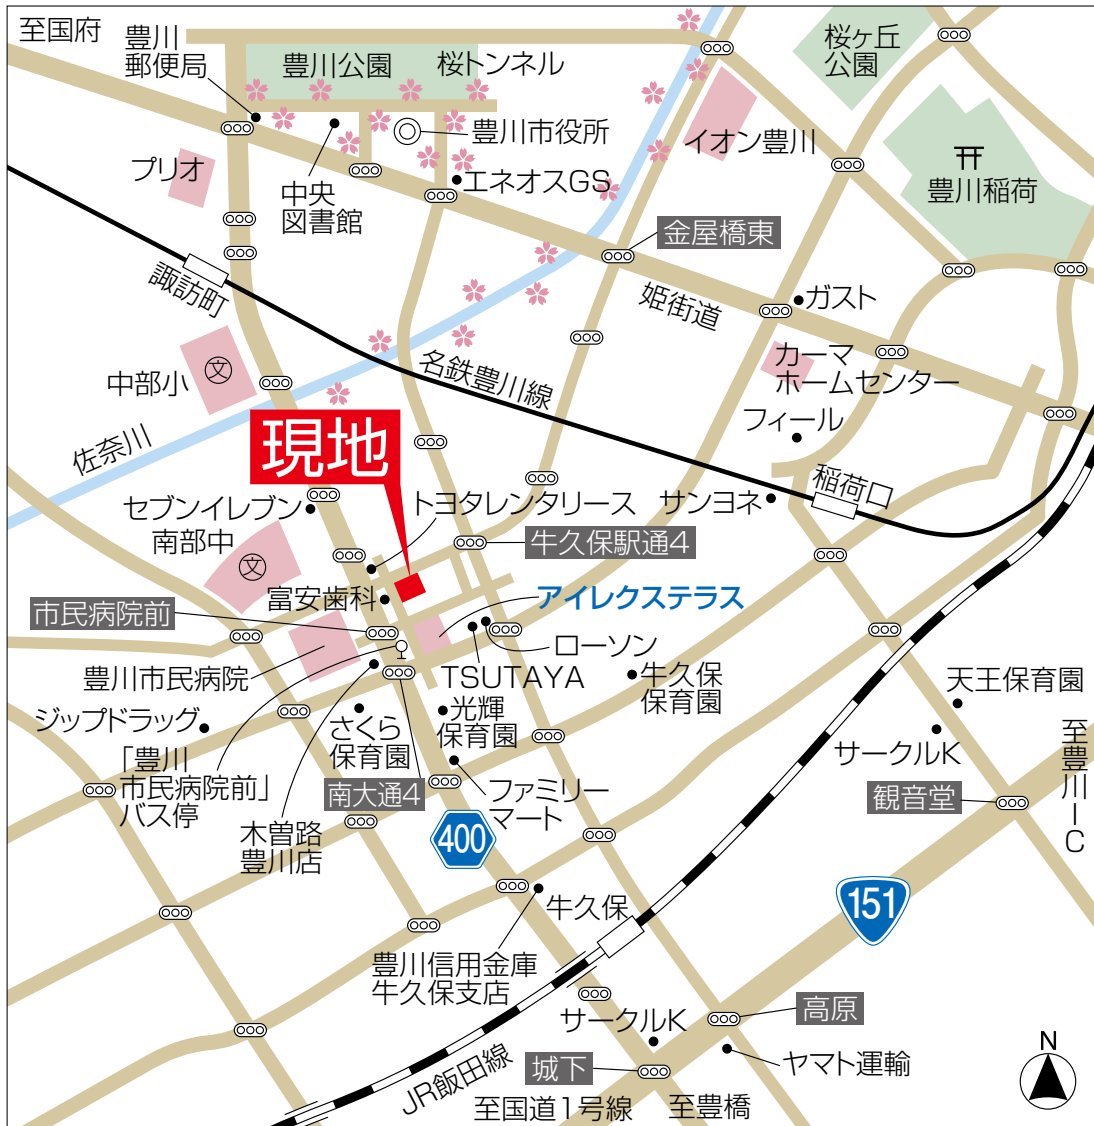 至国府
豊川
郵便局
豊川公園
桜トンネル
桜ヶ丘
公園
豊川市役所
イオン豊川
プリオ
中央
図書館
エネオスGS
豊川稲荷
金屋橋東
諏訪町
姫街道
ガスト
中部小
文
名鉄豊川線
カーマ
ホームセンター
フィール
佐奈川
現地
セブンイレブン
トヨタレンタリース
サンヨネ
稲荷口
南部中
文
牛久保駅通4
富安歯科
アイレクステラス
市民病院前
ローソン
豊川市民病院
TSUTAYA
牛久保
保育園
天王保育園
ジップドラッグ
さくら
保育園
光輝
保育園
サークルK
至豊川IC
「豊川
市民病院前」
バス停
南大通4
ファミリー
マート
観音堂
木曽路
豊川店
400
151
牛久保
豊川信用金庫
牛久保支店
サークルK
高原
ヤマト運輸
城下
JR飯田線
至国道1号線
至豊橋
N